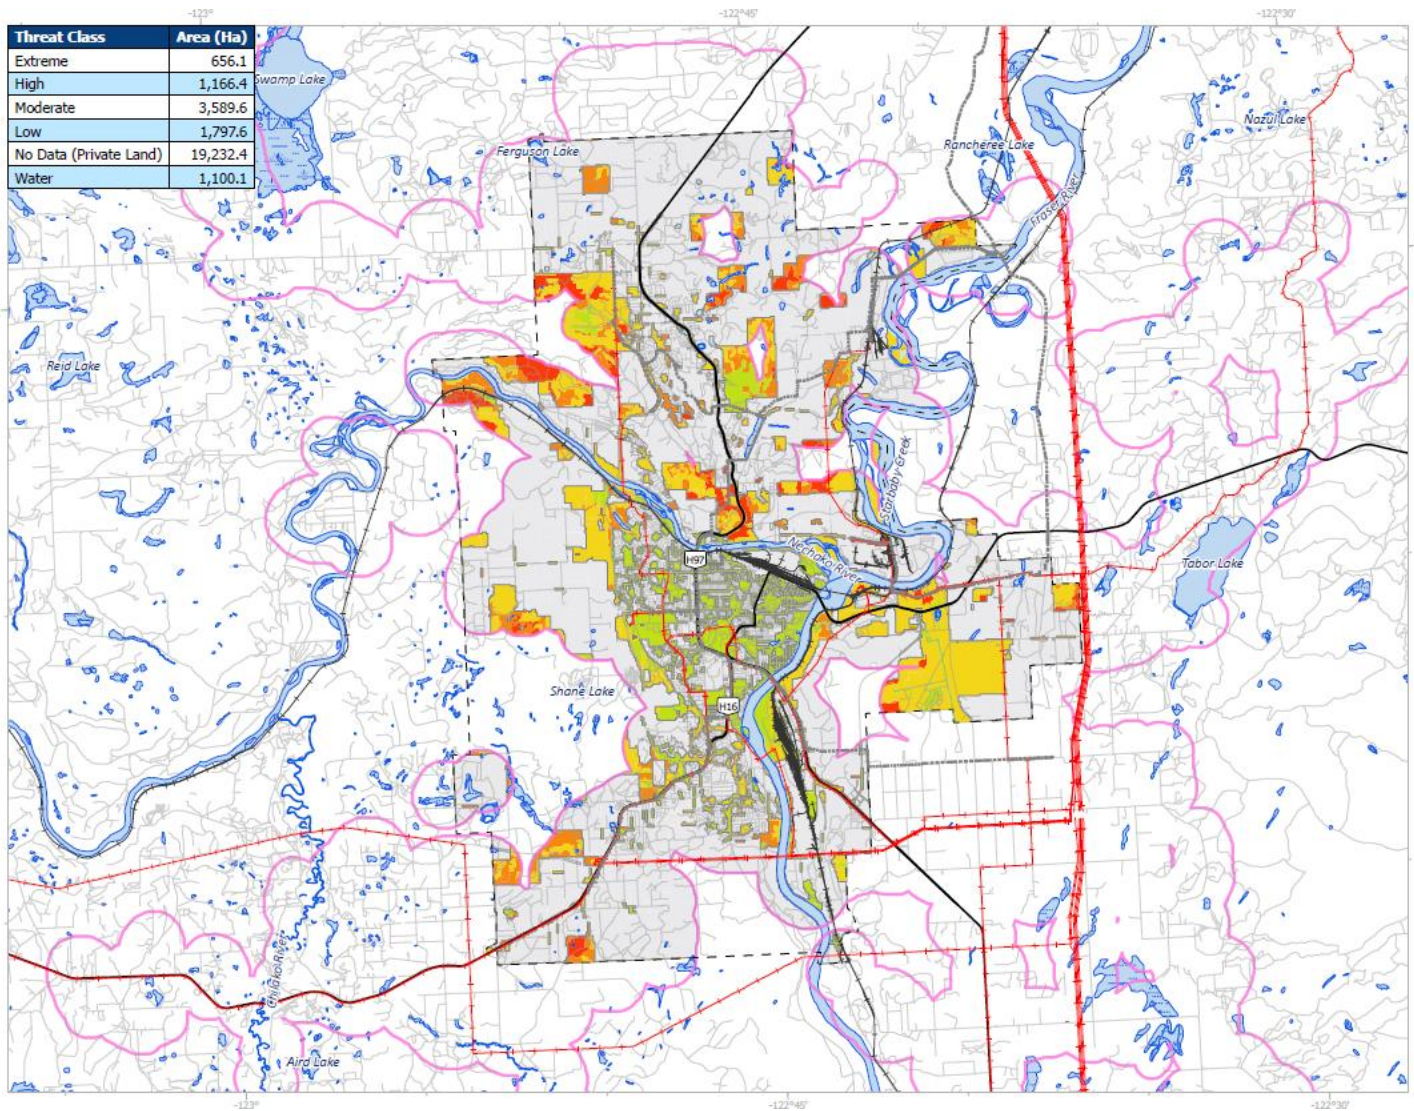 -123°
-122°45'
-122°30'
Threat Class Area (Ha)
Extreme 656.1
High 1,166.4
Moderate 3,589.6
Low 1,797.6
No Data (Private Land) 19,232.4
Water 1,100.1
Swamp Lake
Nazul Lake
Rancheree Lake
Ferguson Lake
Fraser River
Reid Lake
Starbaby Creek
H97
Nechako River
Tabor Lake
Shane Lake
H16
Chilako River
Aird Lake
-123°
-122°45'
-122°30'